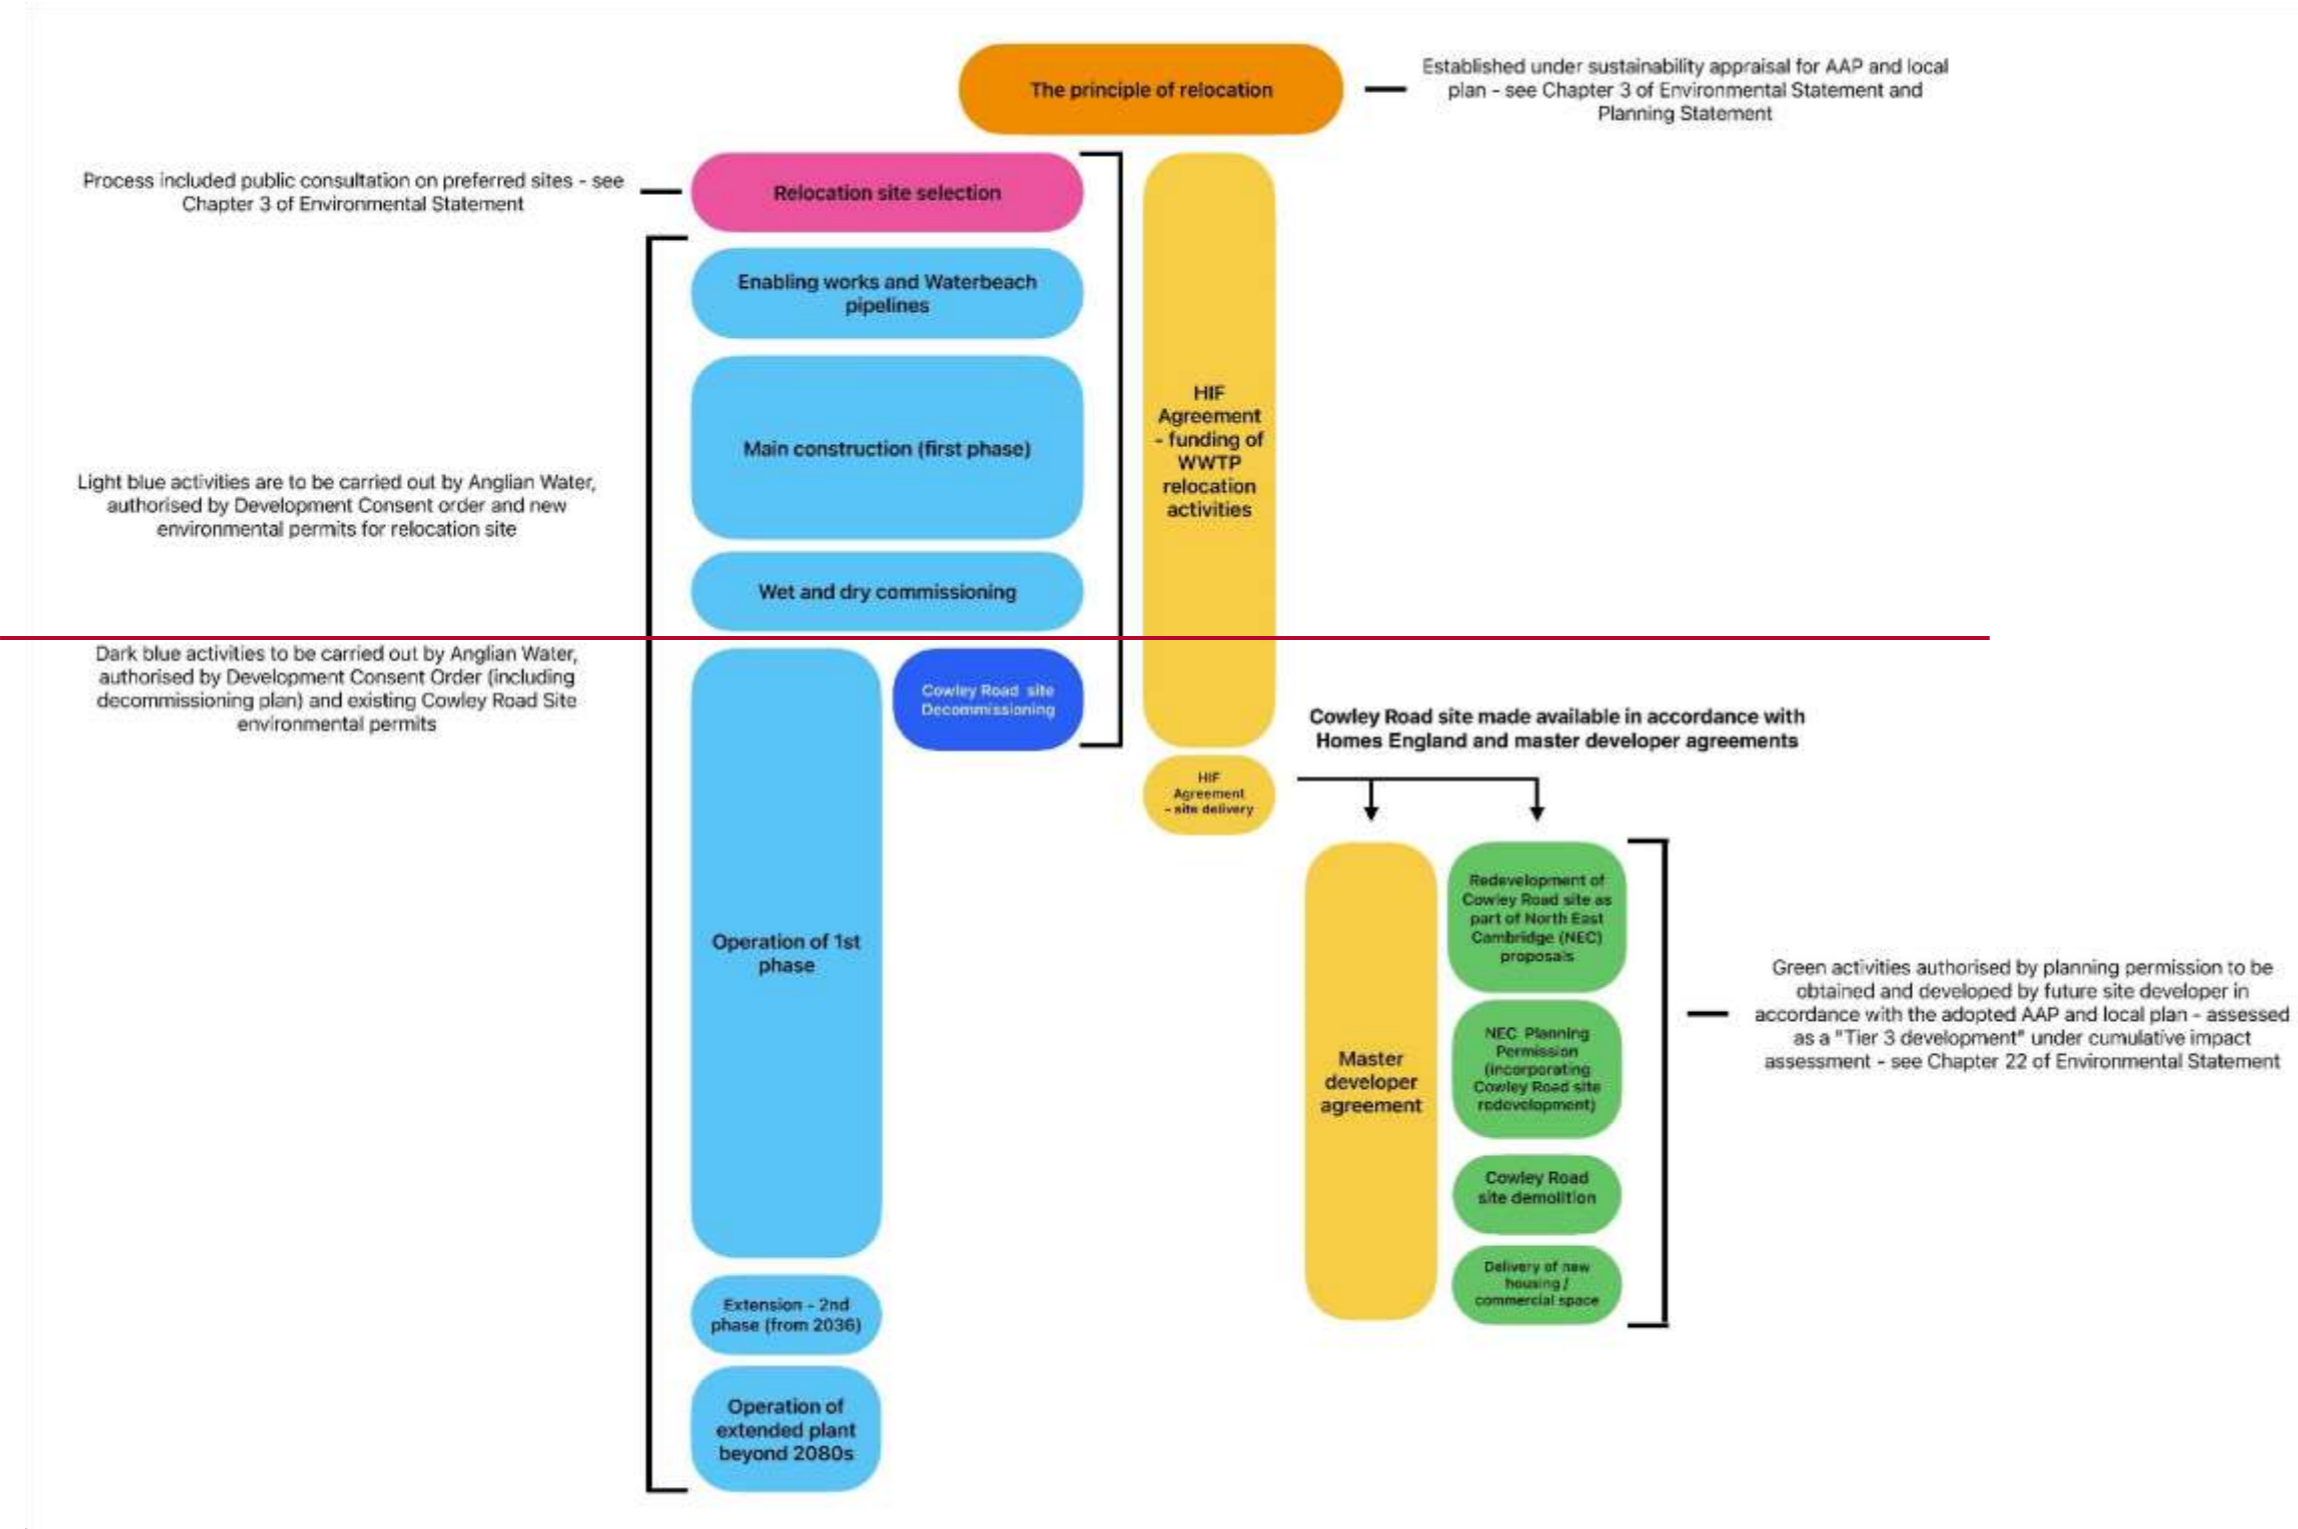 The principle of relocation
Established under sustainability appraisal for AAP and local
plan - see Chapter 3 of Environmental Statement and
Planning Statement
Process included public consultation on preferred sites - see
Chapter 3 of Environmental Statement
Relocation site selection
Enabling works and Waterbeach
pipelines
Main construction (first phase)
HIF
Agreement
- funding of
WWTP
relocation
activities
Light blue activities are to be carried out by Anglian Water,
authorised by Development Consent order and new
environmental permits for relocation site
Wet and dry commissioning
Dark blue activities to be carried out by Anglian Water,
authorised by Development Consent Order (including
decommissioning plan) and existing Cowley Road Site
environmental permits
Cowley Road site
Decommissioning
Cowley Road site made available in accordance with
Homes England and master developer agreements
HIF
Agreement
- site delivery
Operation of 1st
phase
Redevelopment of
Cowley Road site as
part of North East
Cambridge (NEC)
proposals
Master
developer
agreement
NEC Planning
Permission
(incorporating
Cowley Road site
redevelopment)
Green activities authorised by planning permission to be
obtained and developed by future site developer in
accordance with the adopted AAP and local plan - assessed
as a "Tier 3 development" under cumulative impact
assessment - see Chapter 22 of Environmental Statement
Cowley Road
site demolition
Delivery of new
housing /
commercial space
Extension - 2nd
phase (from 2036)
Operation of
extended plant
beyond 2080s